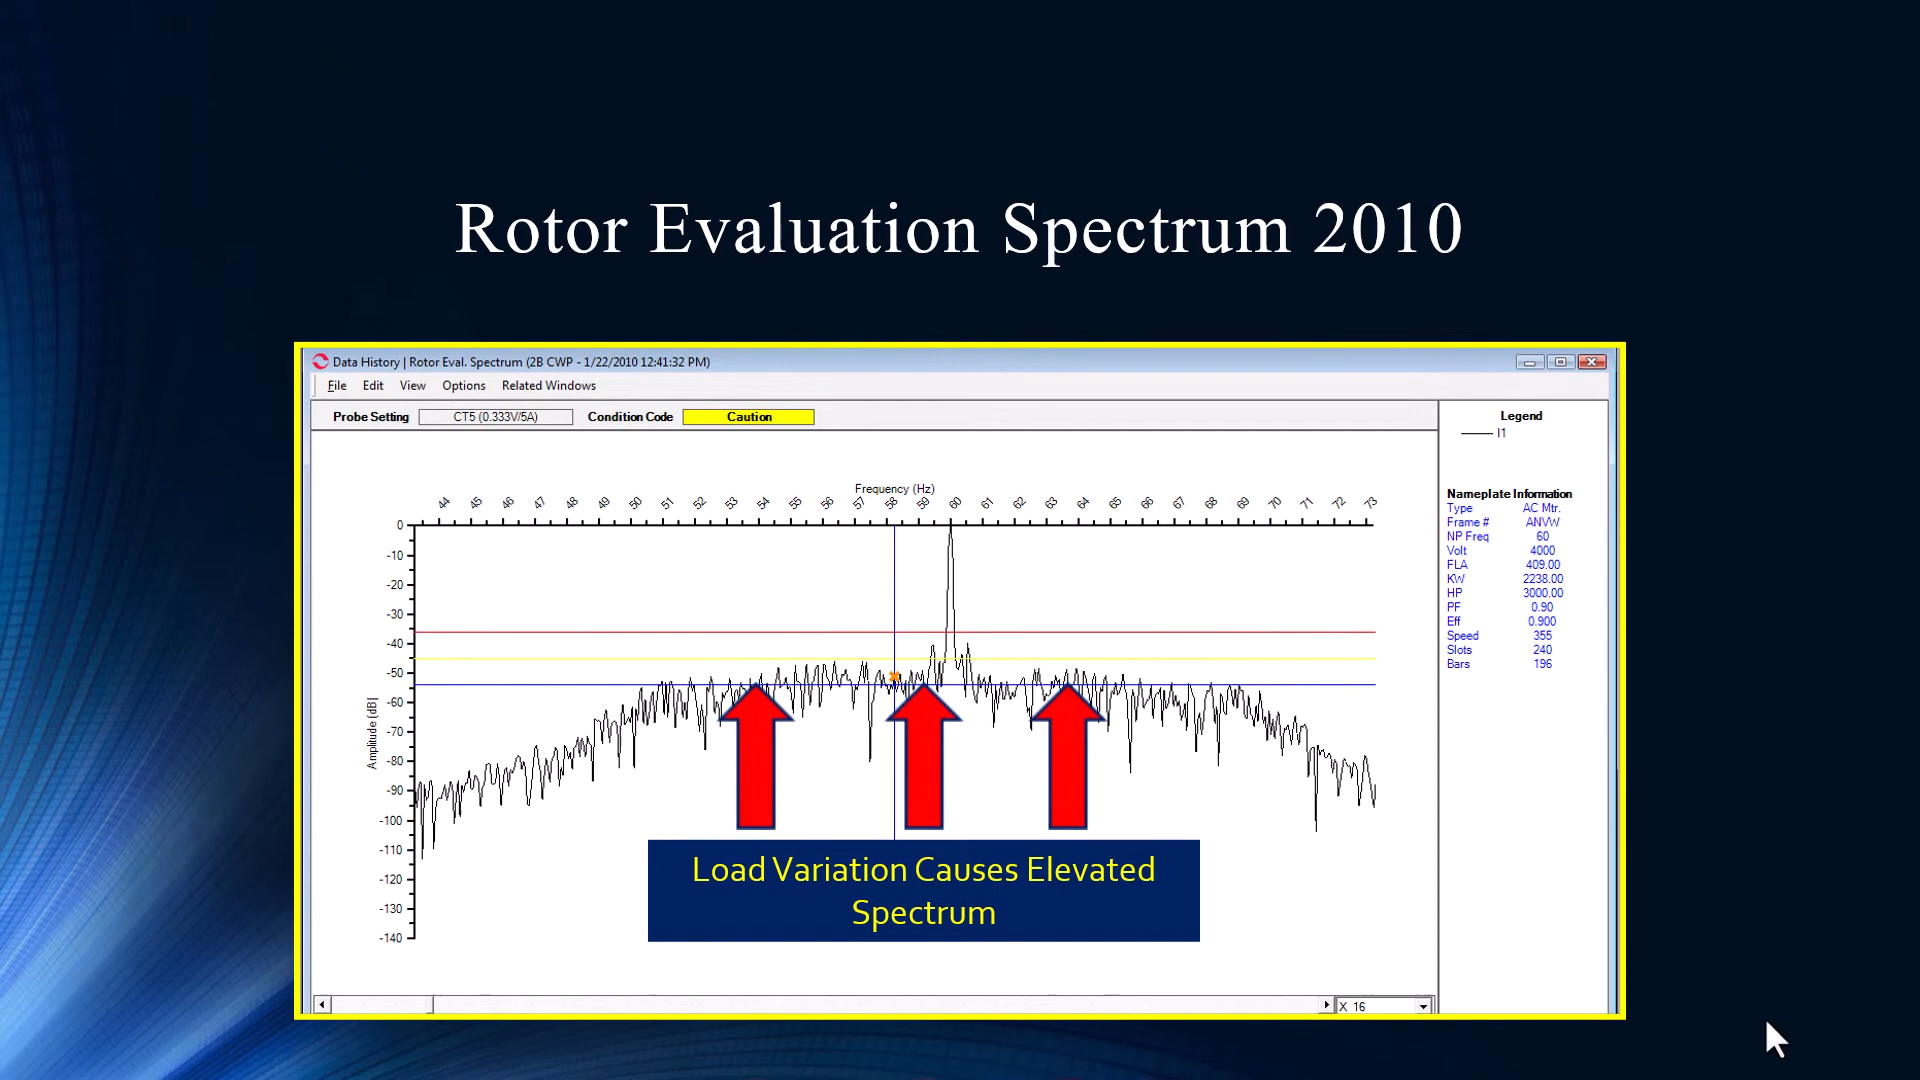 Rotor Evaluation Spectrum 2010
Data History | Rotor Eval. Spectrum (2B CWP - 1/22/2010 12:41:32 PM)
File Edit View Options Related Windows
Probe Setting CT5 (0.333V/5A) Condition Code Caution
Legend
I1
Frequency (Hz)
44 45 46 47 48 49 50 51 52 53 54 55 56 57 58 59 60 61 62 63 64 65 66 67 68 69 70 71 72 73
Amplitude (dB)
0
-10
-20
-30
-40
-50
-60
-70
-80
-90
-100
-110
-120
-130
-140
Load Variation Causes Elevated
Spectrum
Nameplate Information
Type AC Mtr.
Frame # ANVW
NP Freq 60
Volt 4000
FLA 409.00
KW 2238.00
HP 3000.00
PF 0.90
Eff 0.900
Speed 355
Slots 240
Bars 196
X 16